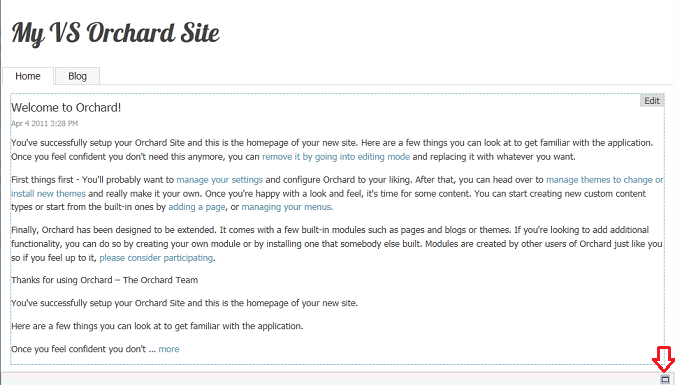 My VS Orchard Site
Home
Blog
Edit
Welcome to Orchard!
Apr 4 2011 3:28 PM
You've successfully setup your Orchard Site and this is the homepage of your new site. Here are a few things you can look at to get familiar with the application.
Once you feel confident you don't need this anymore, you can remove it by going into editing mode and replacing it with whatever you want.
First things first - You'll probably want to manage your settings and configure Orchard to your liking. After that, you can head over to manage themes to change or
install new themes and really make it your own. Once you're happy with a look and feel, it's time for some content. You can start creating new custom content
types or start from the built-in ones by adding a page, or managing your menus.
Finally, Orchard has been designed to be extended. It comes with a few built-in modules such as pages and blogs or themes. If you're looking to add additional
functionality, you can do so by creating your own module or by installing one that somebody else built. Modules are created by other users of Orchard just like you
so if you feel up to it, please consider participating.
Thanks for using Orchard – The Orchard Team
You've successfully setup your Orchard Site and this is the homepage of your new site.
Here are a few things you can look at to get familiar with the application.
Once you feel confident you don't ... more